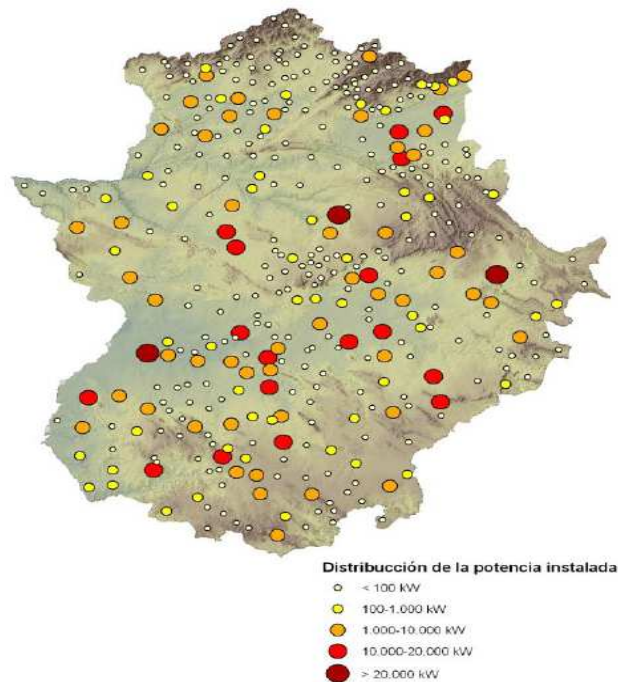 Distribucción de la potencia instalada
< 100 kW
100-1.000 kW
1.000-10.000 kW
10.000-20.000 kW
> 20.000 kW